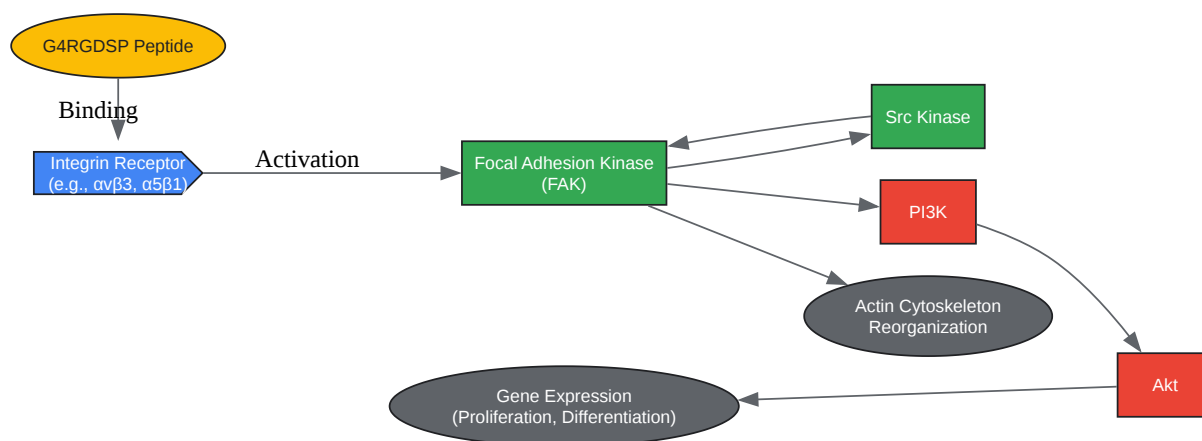 G4RGDSP Peptide
Binding
Integrin Receptor
(e.g., αvβ3, α5β1)
Activation
Focal Adhesion Kinase
(FAK)
Src Kinase
PI3K
Actin Cytoskeleton
Reorganization
Akt
Gene Expression
(Proliferation, Differentiation)